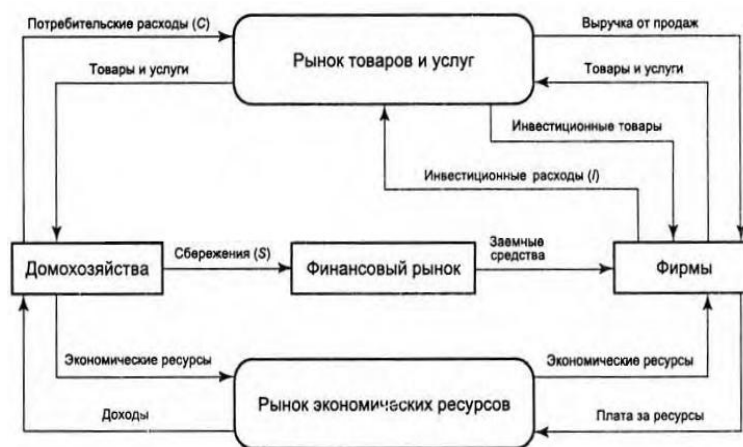 Потребительские расходы (C)
Выручка от продаж
Рынок товаров и услуг
Товары и услуги
Товары и услуги
Инвестиционные товары
Инвестиционные расходы (I)
Домохозяйства
Сбережения (S)
Финансовый рынок
Заемные
средства
Фирмы
Экономические ресурсы
Экономические ресурсы
Рынок экономических ресурсов
Доходы
Плата за ресурсы